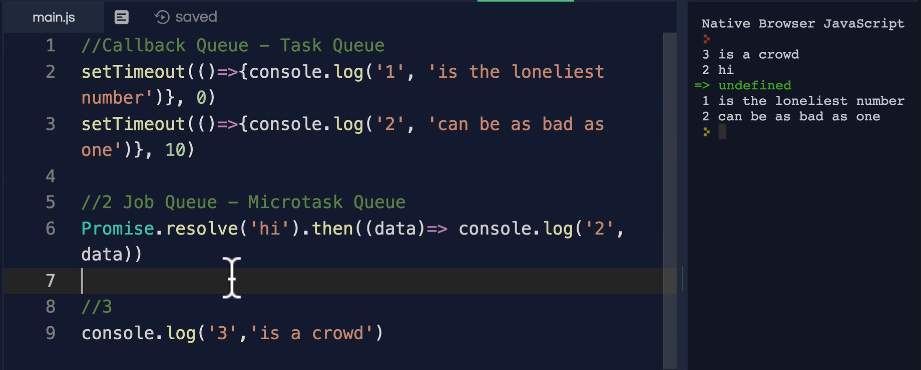 main.js
saved
1 //Callback Queue – Task Queue
2 setTimeout(()=>{console.log('1', 'is the loneliest
number')}, 0)
3 setTimeout(()=>{console.log('2', 'can be as bad as
one')}, 10)
4
5 //2 Job Queue – Microtask Queue
6 Promise.resolve('hi').then((data)=> console.log('2',
data))
7
8 //3
9 console.log('3','is a crowd')
Native Browser JavaScript
3 is a crowd
2 hi
=> undefined
1 is the loneliest number
2 can be as bad as one